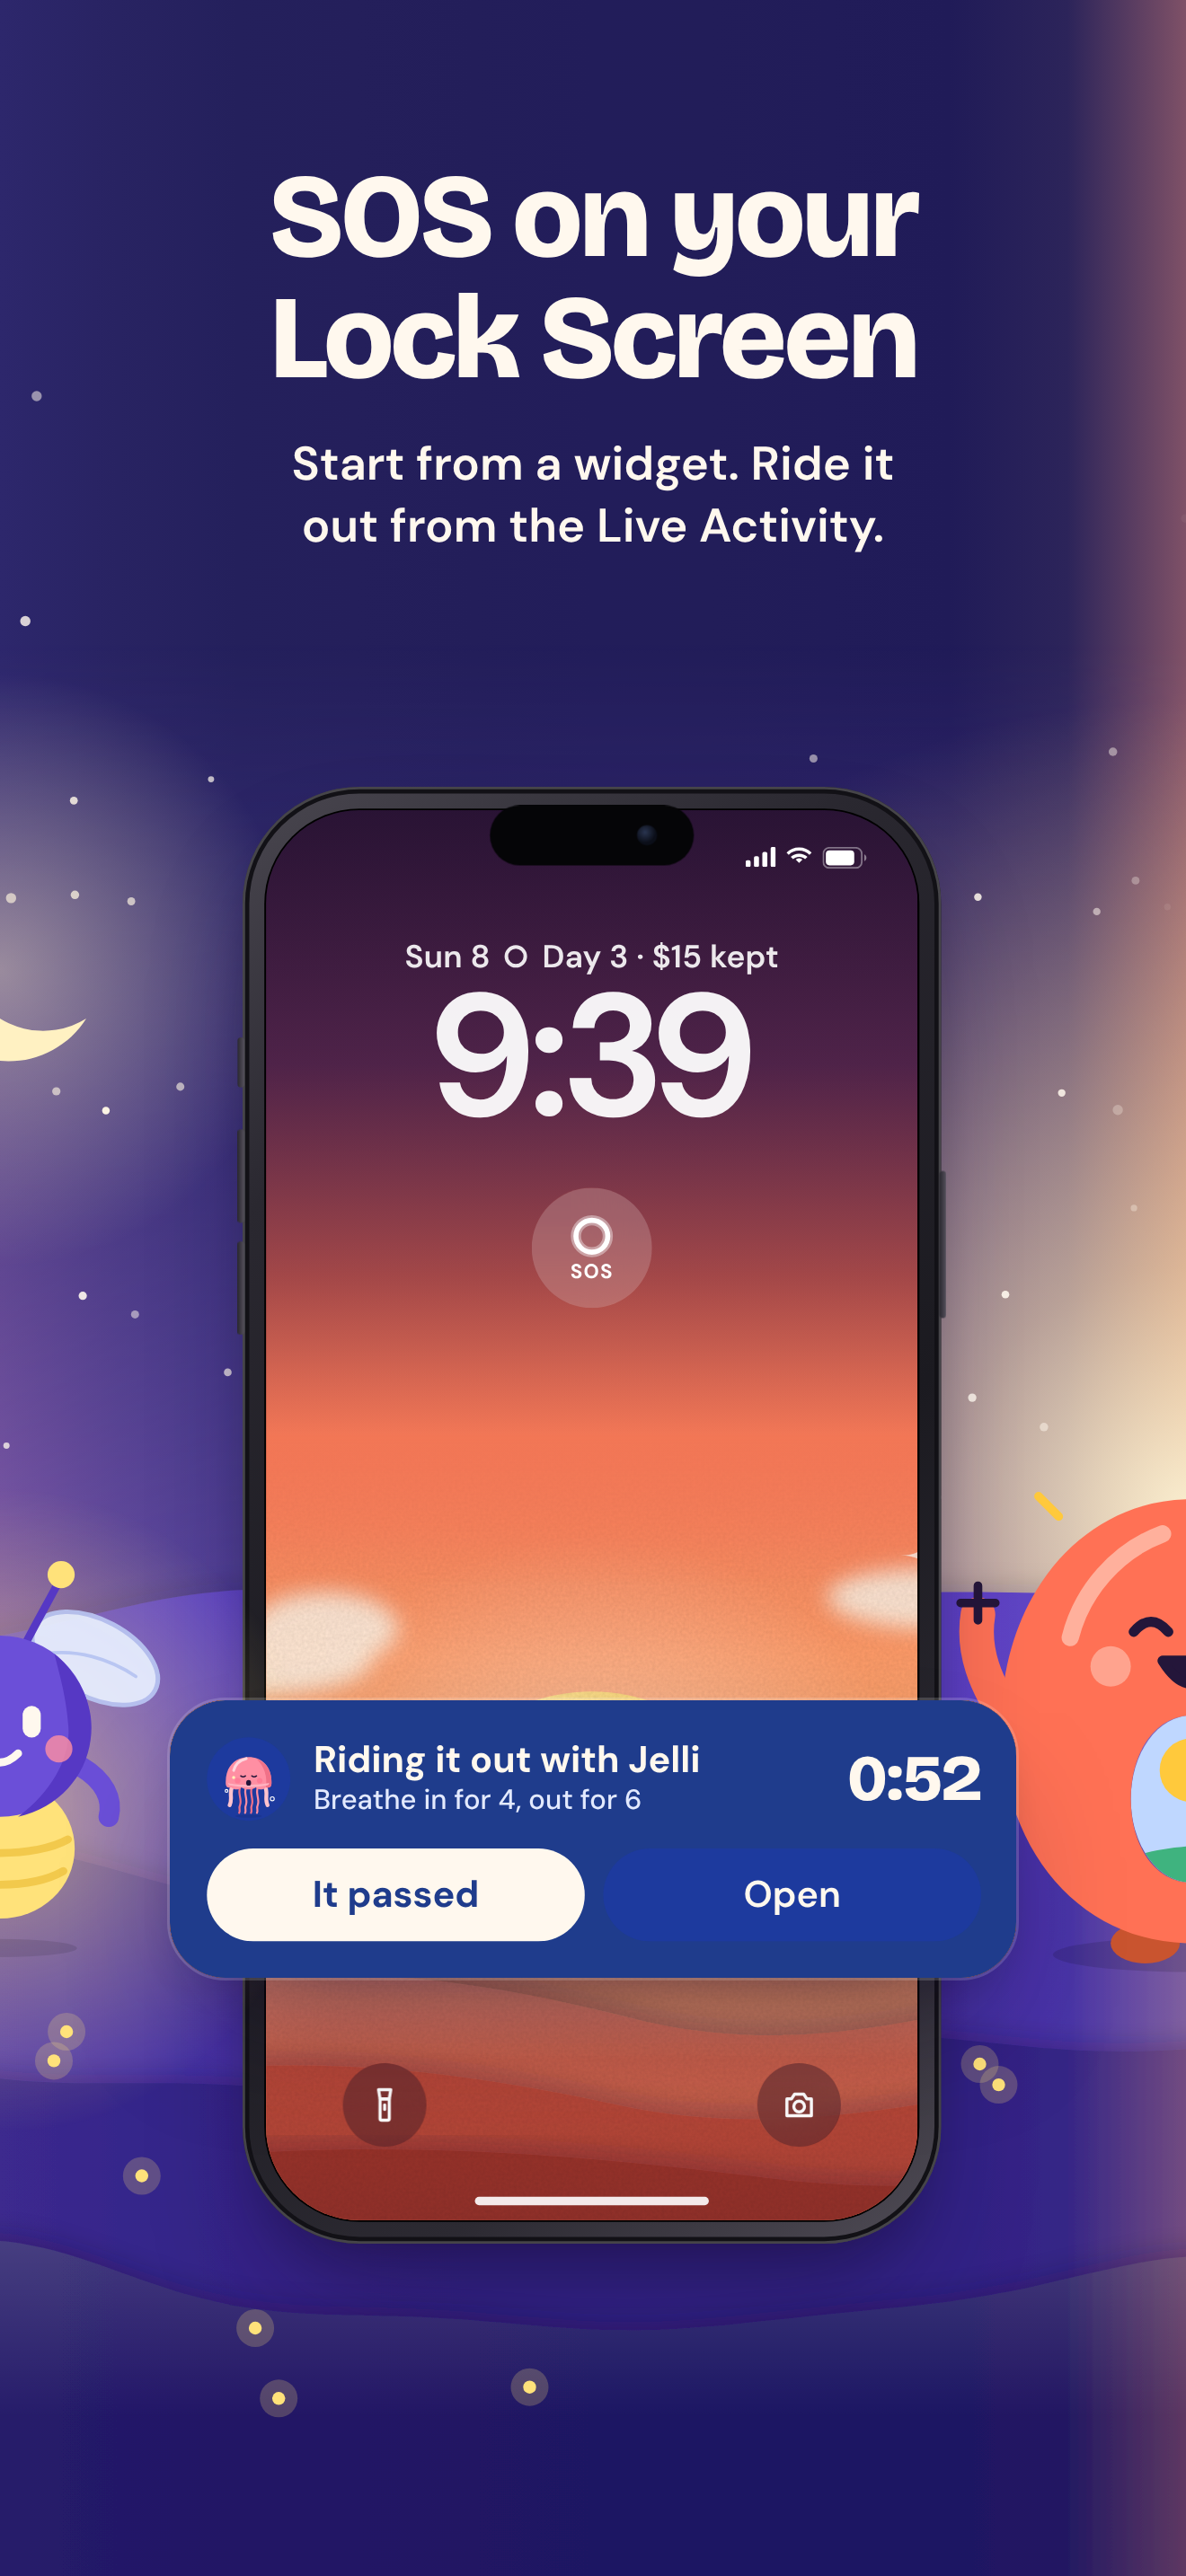 SOS on your
Lock Screen
Start from a widget. Ride it
out from the Live Activity.
Sun 8 Day 3 · $15 kept
9:39
SOS
Riding it out with Jelli
0:52
Breathe in for 4, out for 6
It passed
Open